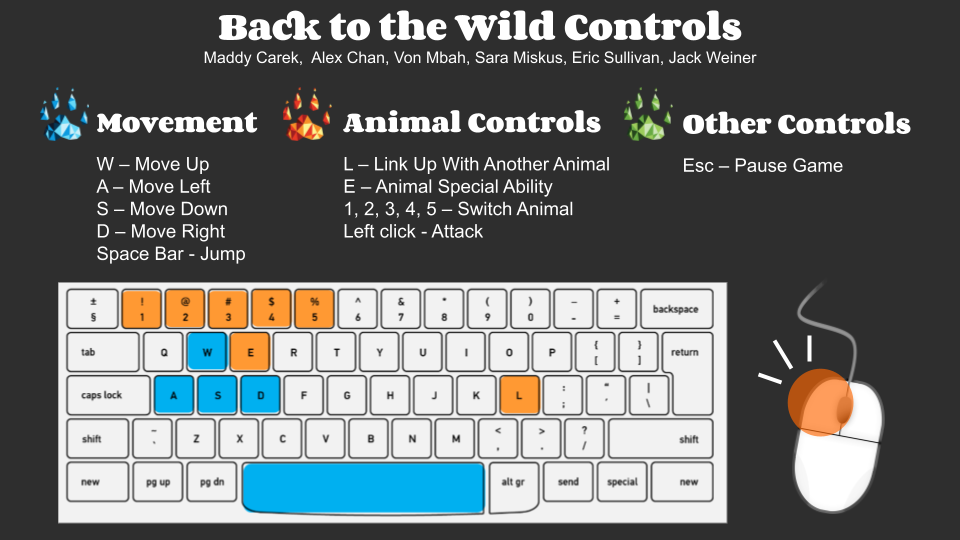 Back to the Wild Controls
Maddy Carek,  Alex Chan, Von Mbah, Sara Miskus, Eric Sullivan, Jack Weiner
Movement
W – Move Up
A – Move Left
S – Move Down
D – Move Right
Space Bar - Jump
Animal Controls
L – Link Up With Another Animal
E – Animal Special Ability
1, 2, 3, 4, 5 – Switch Animal
Left click - Attack
Other Controls
Esc – Pause Game
± ! @ # $ % ^ & * ( ) – +
§ 1 2 3 4 5 6 7 8 9 0 - = backspace
tab Q W E R T Y U I O P { [ } ] return
caps lock A S D F G H J K L : ; " ' | \
shift ~ ` Z X C V B N M < , > . ? / shift
new pg up pg dn alt gr send special new